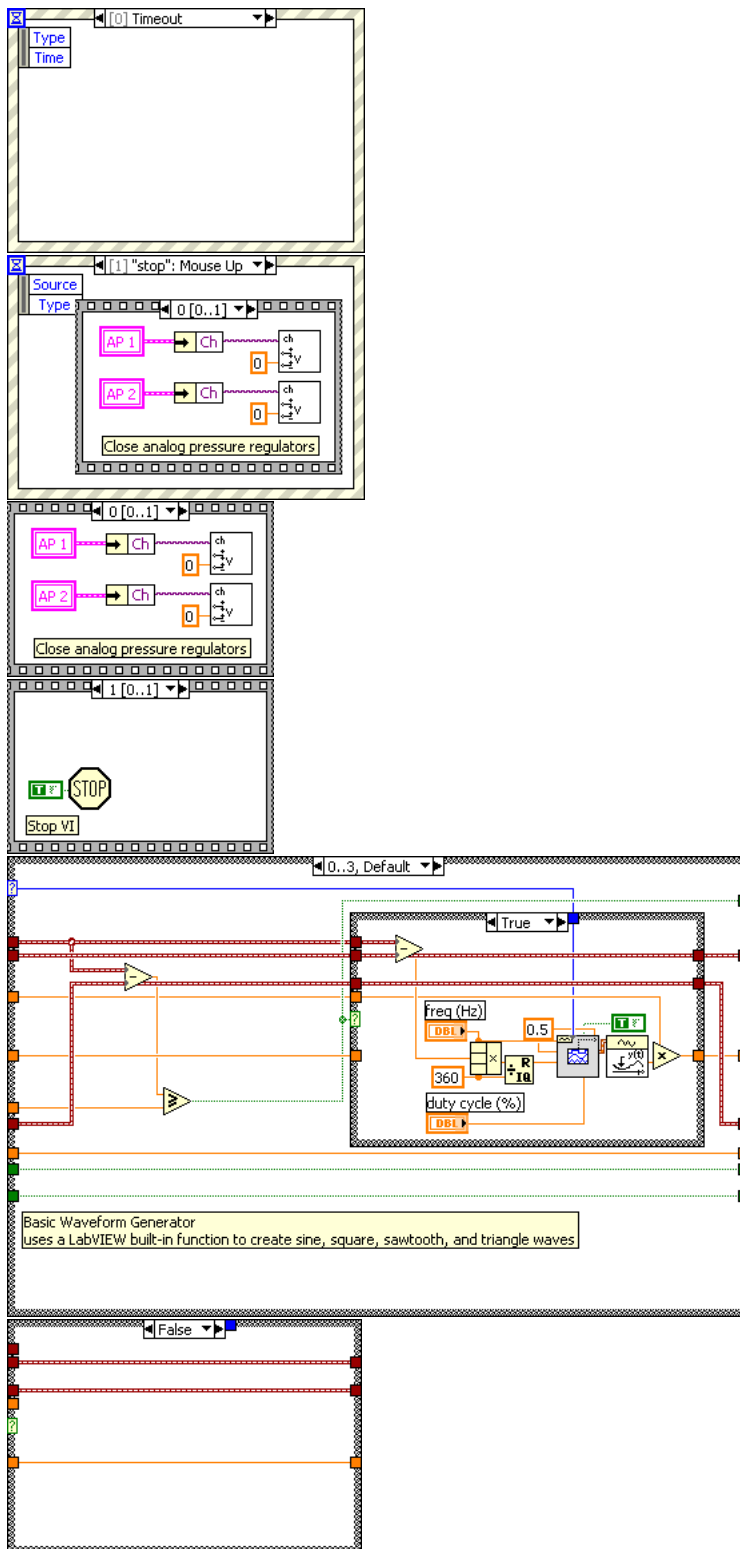 [0] Timeout
Type
Time
[1] "stop": Mouse Up
Source
Type
0 [0..1]
AP 1
Ch
ch
V
0
AP 2
Ch
ch
V
0
Close analog pressure regulators
0 [0..1]
AP 1
Ch
ch
V
0
AP 2
Ch
ch
V
0
Close analog pressure regulators
1 [0..1]
T
STOP
Stop VI
0..3, Default
?
True
freq (Hz)
DBL
0.5
T
?
R
IQ
y(t)
360
duty cycle (%)
DBL
Basic Waveform Generator
uses a LabVIEW built-in function to create sine, square, sawtooth, and triangle waves
False
?